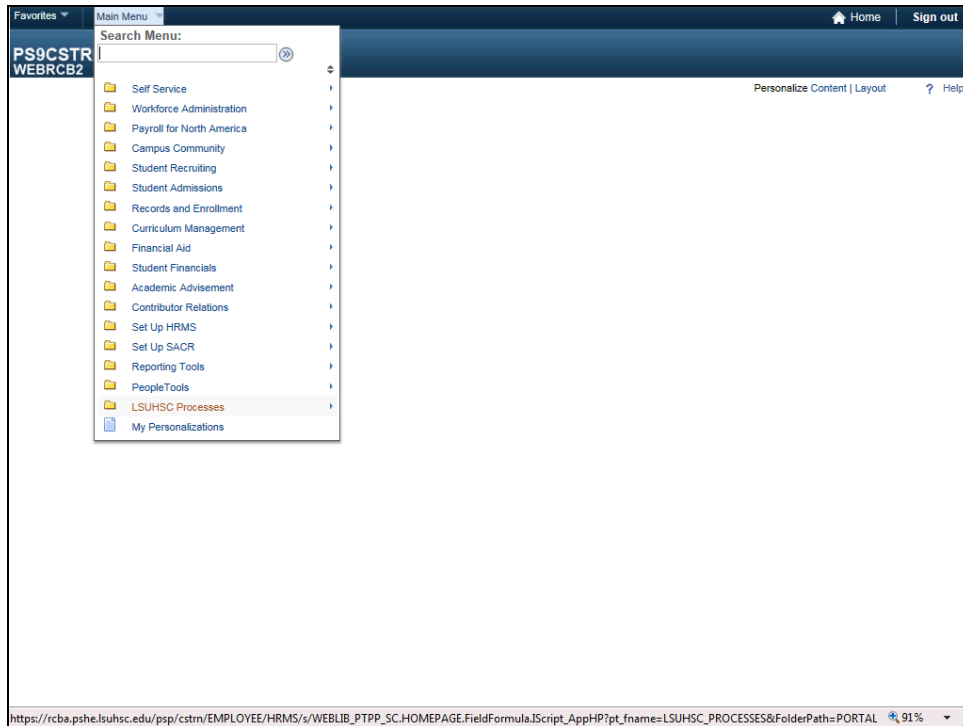 Favorites Main Menu Home Sign out
Search Menu:
PS9CSTR
WEBRCB2
Personalize Content | Layout ? Help
Self Service
Workforce Administration
Payroll for North America
Campus Community
Student Recruiting
Student Admissions
Records and Enrollment
Curriculum Management
Financial Aid
Student Financials
Academic Advisement
Contributor Relations
Set Up HRMS
Set Up SACR
Reporting Tools
PeopleTools
LSUHSC Processes
My Personalizations
https://rcba.pshe.lsuhsc.edu/psp/cstrn/EMPLOYEE/HRMS/s/WEBLIB_PTPP_SC.HOMEPAGE.FieldFormula.IScript_AppHP?pt_fname=LSUHSC_PROCESSES&FolderPath=PORTAL 91%